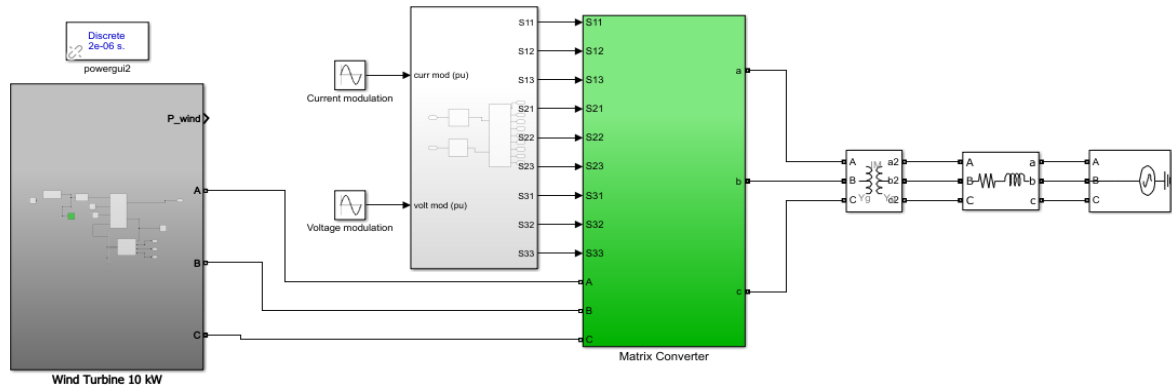 Discrete
2e-06 s.
powergui2
P_wind
A
B
C
Wind Turbine 10 kW
Current modulation
Voltage modulation
curr mod (pu)
volt mod (pu)
S11
S12
S13
S21
S22
S23
S31
S32
S33
S11
S12
S13
S21
S22
S23
S31
S32
S33
A
B
C
a
b
c
Matrix Converter
A a2
B b2
C c2
Yg
A a
B b
C c
A
B
C